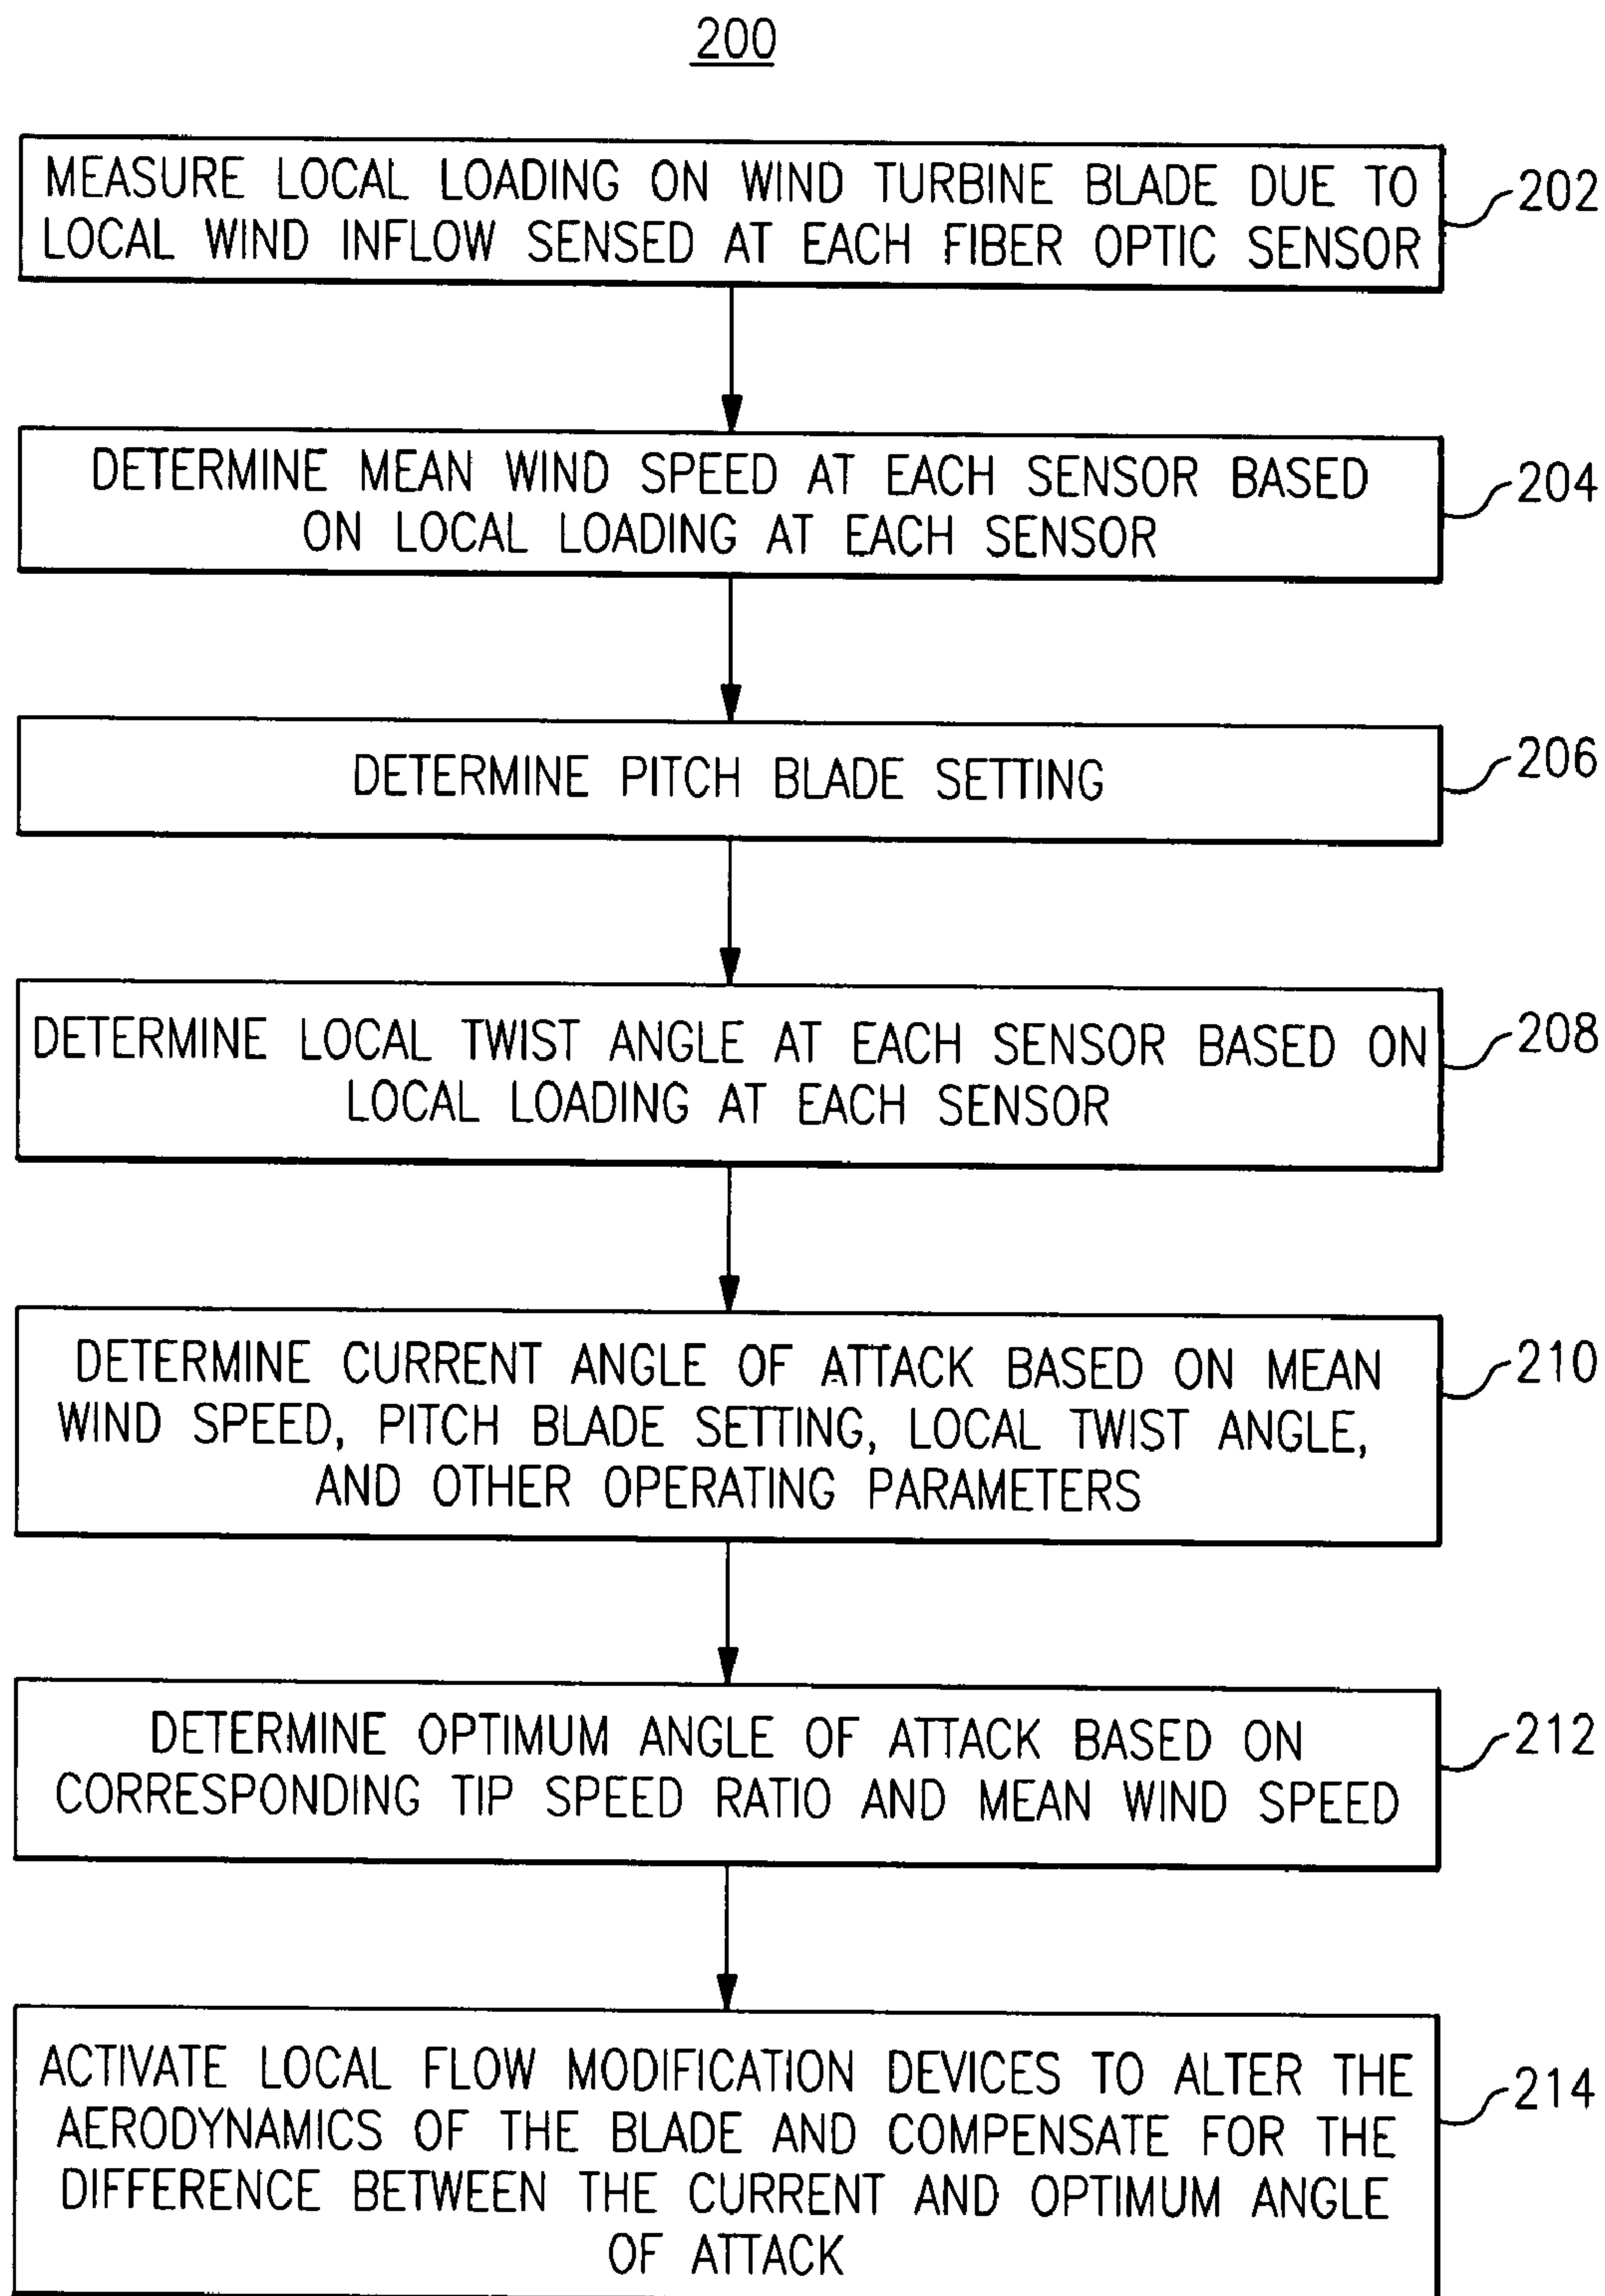 200
MEASURE LOCAL LOADING ON WIND TURBINE BLADE DUE TO
LOCAL WIND INFLOW SENSED AT EACH FIBER OPTIC SENSOR
202
DETERMINE MEAN WIND SPEED AT EACH SENSOR BASED
ON LOCAL LOADING AT EACH SENSOR
204
DETERMINE PITCH BLADE SETTING
206
DETERMINE LOCAL TWIST ANGLE AT EACH SENSOR BASED ON
LOCAL LOADING AT EACH SENSOR
208
DETERMINE CURRENT ANGLE OF ATTACK BASED ON MEAN
WIND SPEED, PITCH BLADE SETTING, LOCAL TWIST ANGLE,
AND OTHER OPERATING PARAMETERS
210
DETERMINE OPTIMUM ANGLE OF ATTACK BASED ON
CORRESPONDING TIP SPEED RATIO AND MEAN WIND SPEED
212
ACTIVATE LOCAL FLOW MODIFICATION DEVICES TO ALTER THE
AERODYNAMICS OF THE BLADE AND COMPENSATE FOR THE
DIFFERENCE BETWEEN THE CURRENT AND OPTIMUM ANGLE
OF ATTACK
214